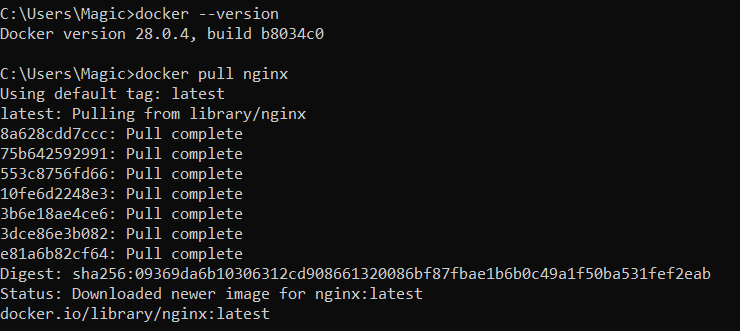 C:\Users\Magic>docker --version
Docker version 28.0.4, build b8034c0
C:\Users\Magic>docker pull nginx
Using default tag: latest
latest: Pulling from library/nginx
8a628cdd7ccc: Pull complete
75b642592991: Pull complete
553c8756fd66: Pull complete
10fe6d2248e3: Pull complete
3b6e18ae4ce6: Pull complete
3dce86e3b082: Pull complete
e81a6b82cf64: Pull complete
Digest: sha256:09369da6b10306312cd908661320086bf87fbae1b6b0c49a1f50ba531fef2eab
Status: Downloaded newer image for nginx:latest
docker.io/library/nginx:latest